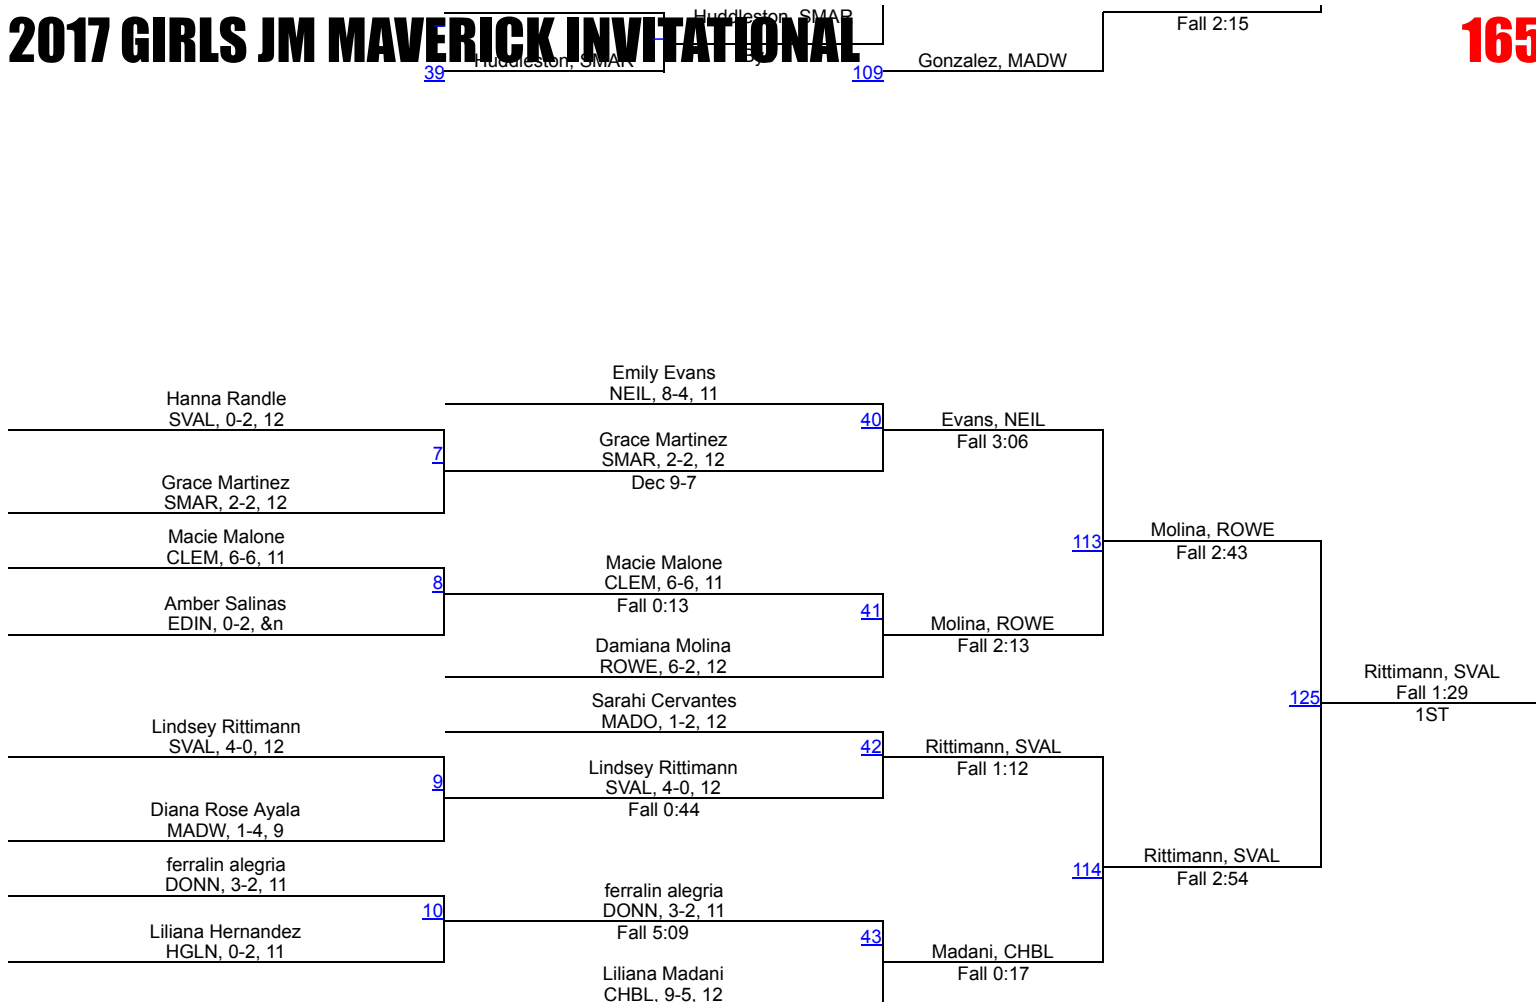 Huddleston, SMAR
Fall 2:15
2017 GIRLS JM MAVERICK INVITATIONAL
165
Huddleston, SMAR
39
109
Gonzalez, MADW
Emily Evans
NEIL, 8-4, 11
Hanna Randle
SVAL, 0-2, 12
40
Evans, NEIL
Fall 3:06
7
Grace Martinez
SMAR, 2-2, 12
Dec 9-7
Grace Martinez
SMAR, 2-2, 12
Macie Malone
CLEM, 6-6, 11
113
Molina, ROWE
Fall 2:43
8
Macie Malone
CLEM, 6-6, 11
Fall 0:13
Amber Salinas
EDIN, 0-2, &n
41
Molina, ROWE
Fall 2:13
Damiana Molina
ROWE, 6-2, 12
Sarahi Cervantes
MADO, 1-2, 12
125
Rittimann, SVAL
Fall 1:29
1ST
Lindsey Rittimann
SVAL, 4-0, 12
42
Rittimann, SVAL
Fall 1:12
9
Lindsey Rittimann
SVAL, 4-0, 12
Fall 0:44
Diana Rose Ayala
MADW, 1-4, 9
ferralin alegria
DONN, 3-2, 11
114
Rittimann, SVAL
Fall 2:54
10
ferralin alegria
DONN, 3-2, 11
Fall 5:09
Liliana Hernandez
HGLN, 0-2, 11
43
Madani, CHBL
Fall 0:17
Liliana Madani
CHBL, 9-5, 12